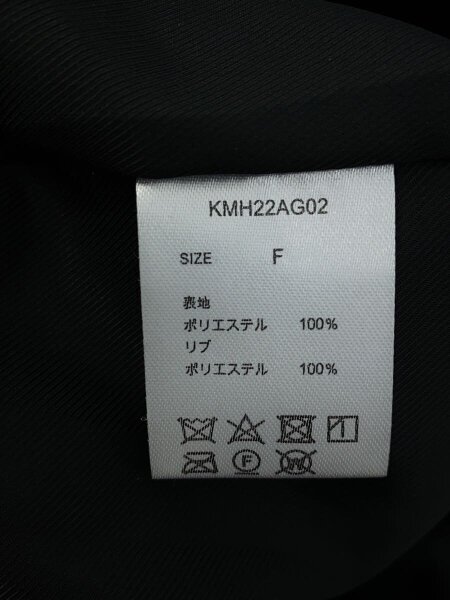 KMH22AG02
SIZE F
表地
ポリエステル 100%
リブ
ポリエステル 100%
F
W